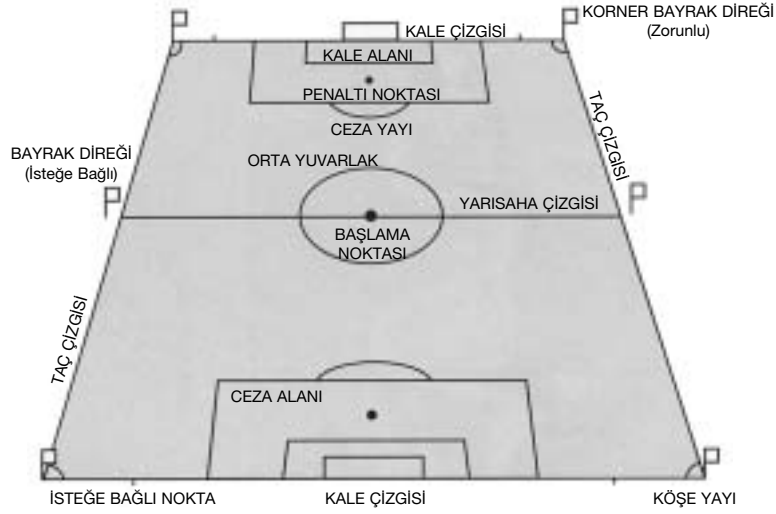 KALE ÇİZGİSİ
KORNER BAYRAK DİREĞİ
(Zorunlu)
KALE ALANI
PENALTI NOKTASI
CEZA YAYI
TAÇ ÇİZGİSİ
BAYRAK DİREĞİ
(İsteğe Bağlı)
ORTA YUVARLAK
YARISAHA ÇİZGİSİ
BAŞLAMA
NOKTASI
TAÇ ÇİZGİSİ
CEZA ALANI
İSTEĞE BAĞLI NOKTA
KALE ÇİZGİSİ
KÖŞE YAYI